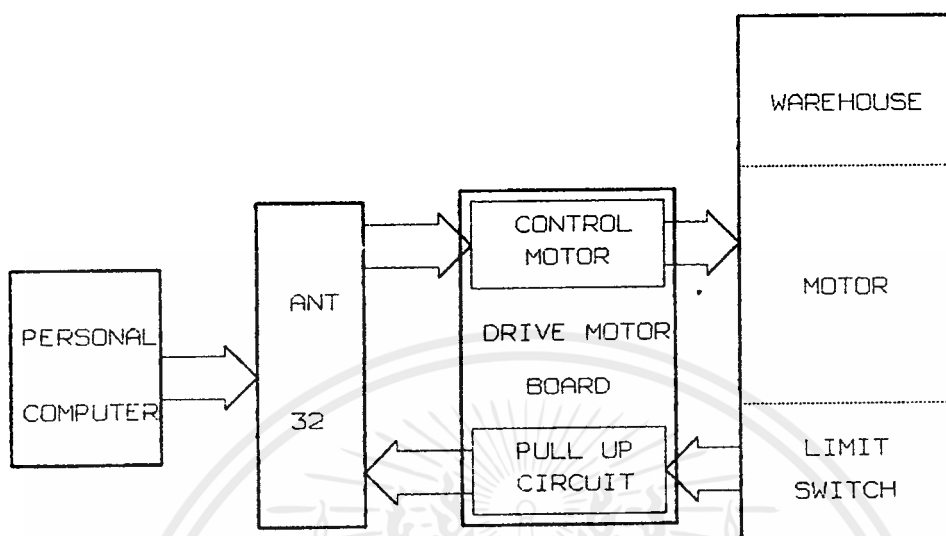 PERSONAL
COMPUTER
ANT
32
CONTROL
MOTOR
DRIVE MOTOR
BOARD
PULL UP
CIRCUIT
WAREHOUSE
MOTOR
LIMIT
SWITCH